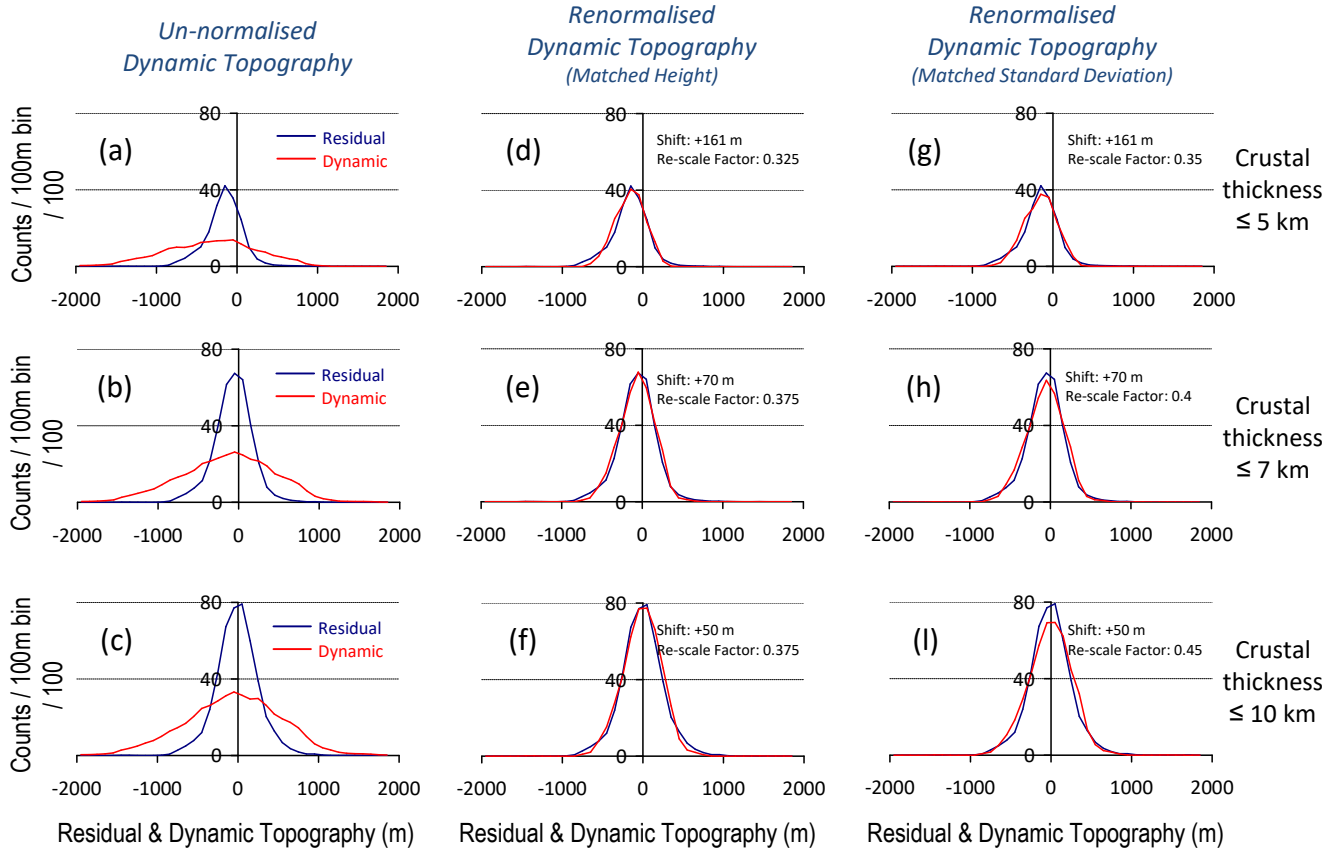 Un-normalised
Dynamic Topography
Renormalised
Dynamic Topography
(Matched Height)
Renormalised
Dynamic Topography
(Matched Standard Deviation)
Counts / 100m bin
/ 100
80
40
0
(a)
Residual
Dynamic
-2000 -1000 0 1000 2000
80
40
0
(d)
Shift: +161 m
Re-scale Factor: 0.325
-2000 -1000 0 1000 2000
80
40
0
(g)
Shift: +161 m
Re-scale Factor: 0.35
-2000 -1000 0 1000 2000
Crustal
thickness
≤ 5 km
Counts / 100m bin
/ 100
80
40
0
(b)
Residual
Dynamic
-2000 -1000 0 1000 2000
80
40
0
(e)
Shift: +70 m
Re-scale Factor: 0.375
-2000 -1000 0 1000 2000
80
40
0
(h)
Shift: +70 m
Re-scale Factor: 0.4
-2000 -1000 0 1000 2000
Crustal
thickness
≤ 7 km
Counts / 100m bin
/ 100
80
40
0
(c)
Residual
Dynamic
-2000 -1000 0 1000 2000
Residual & Dynamic Topography (m)
80
40
0
(f)
Shift: +50 m
Re-scale Factor: 0.375
-2000 -1000 0 1000 2000
Residual & Dynamic Topography (m)
80
40
0
(l)
Shift: +50 m
Re-scale Factor: 0.45
-2000 -1000 0 1000 2000
Residual & Dynamic Topography (m)
Crustal
thickness
≤ 10 km